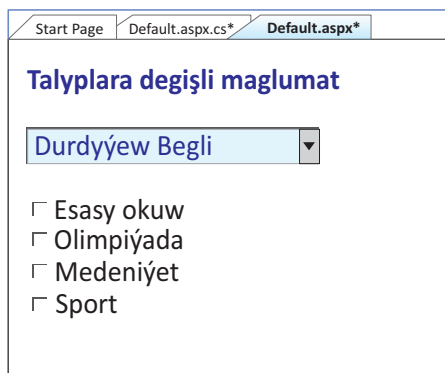 Start Page Default.aspx.cs* Default.aspx*
Talyplara degişli maglumat
Durdyýew Begli
Esasy okuw
Olimpiýada
Medeniýet
Sport